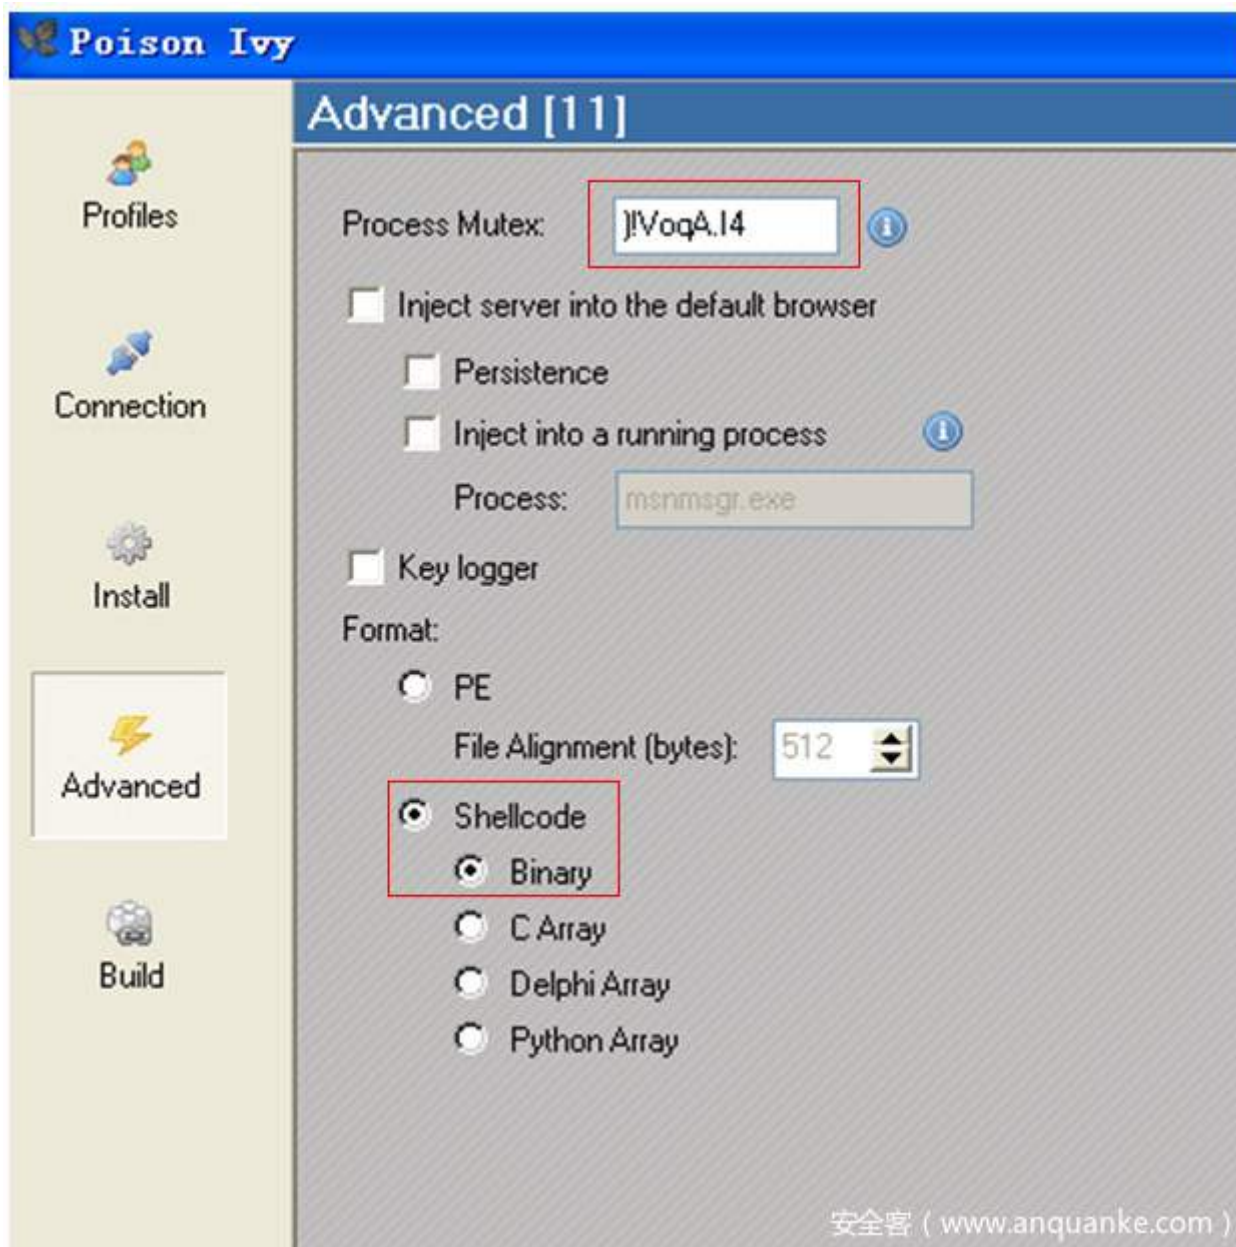 Poison Ivy
Profiles
Connection
Install
Advanced
Build
Advanced [11]
Process Mutex: )!VoqA.I4
Inject server into the default browser
Persistence
Inject into a running process
Process: msnmsgr.exe
Key logger
Format:
PE
File Alignment (bytes): 512
Shellcode
Binary
C Array
Delphi Array
Python Array
安全客 ( www.anquanke.com )